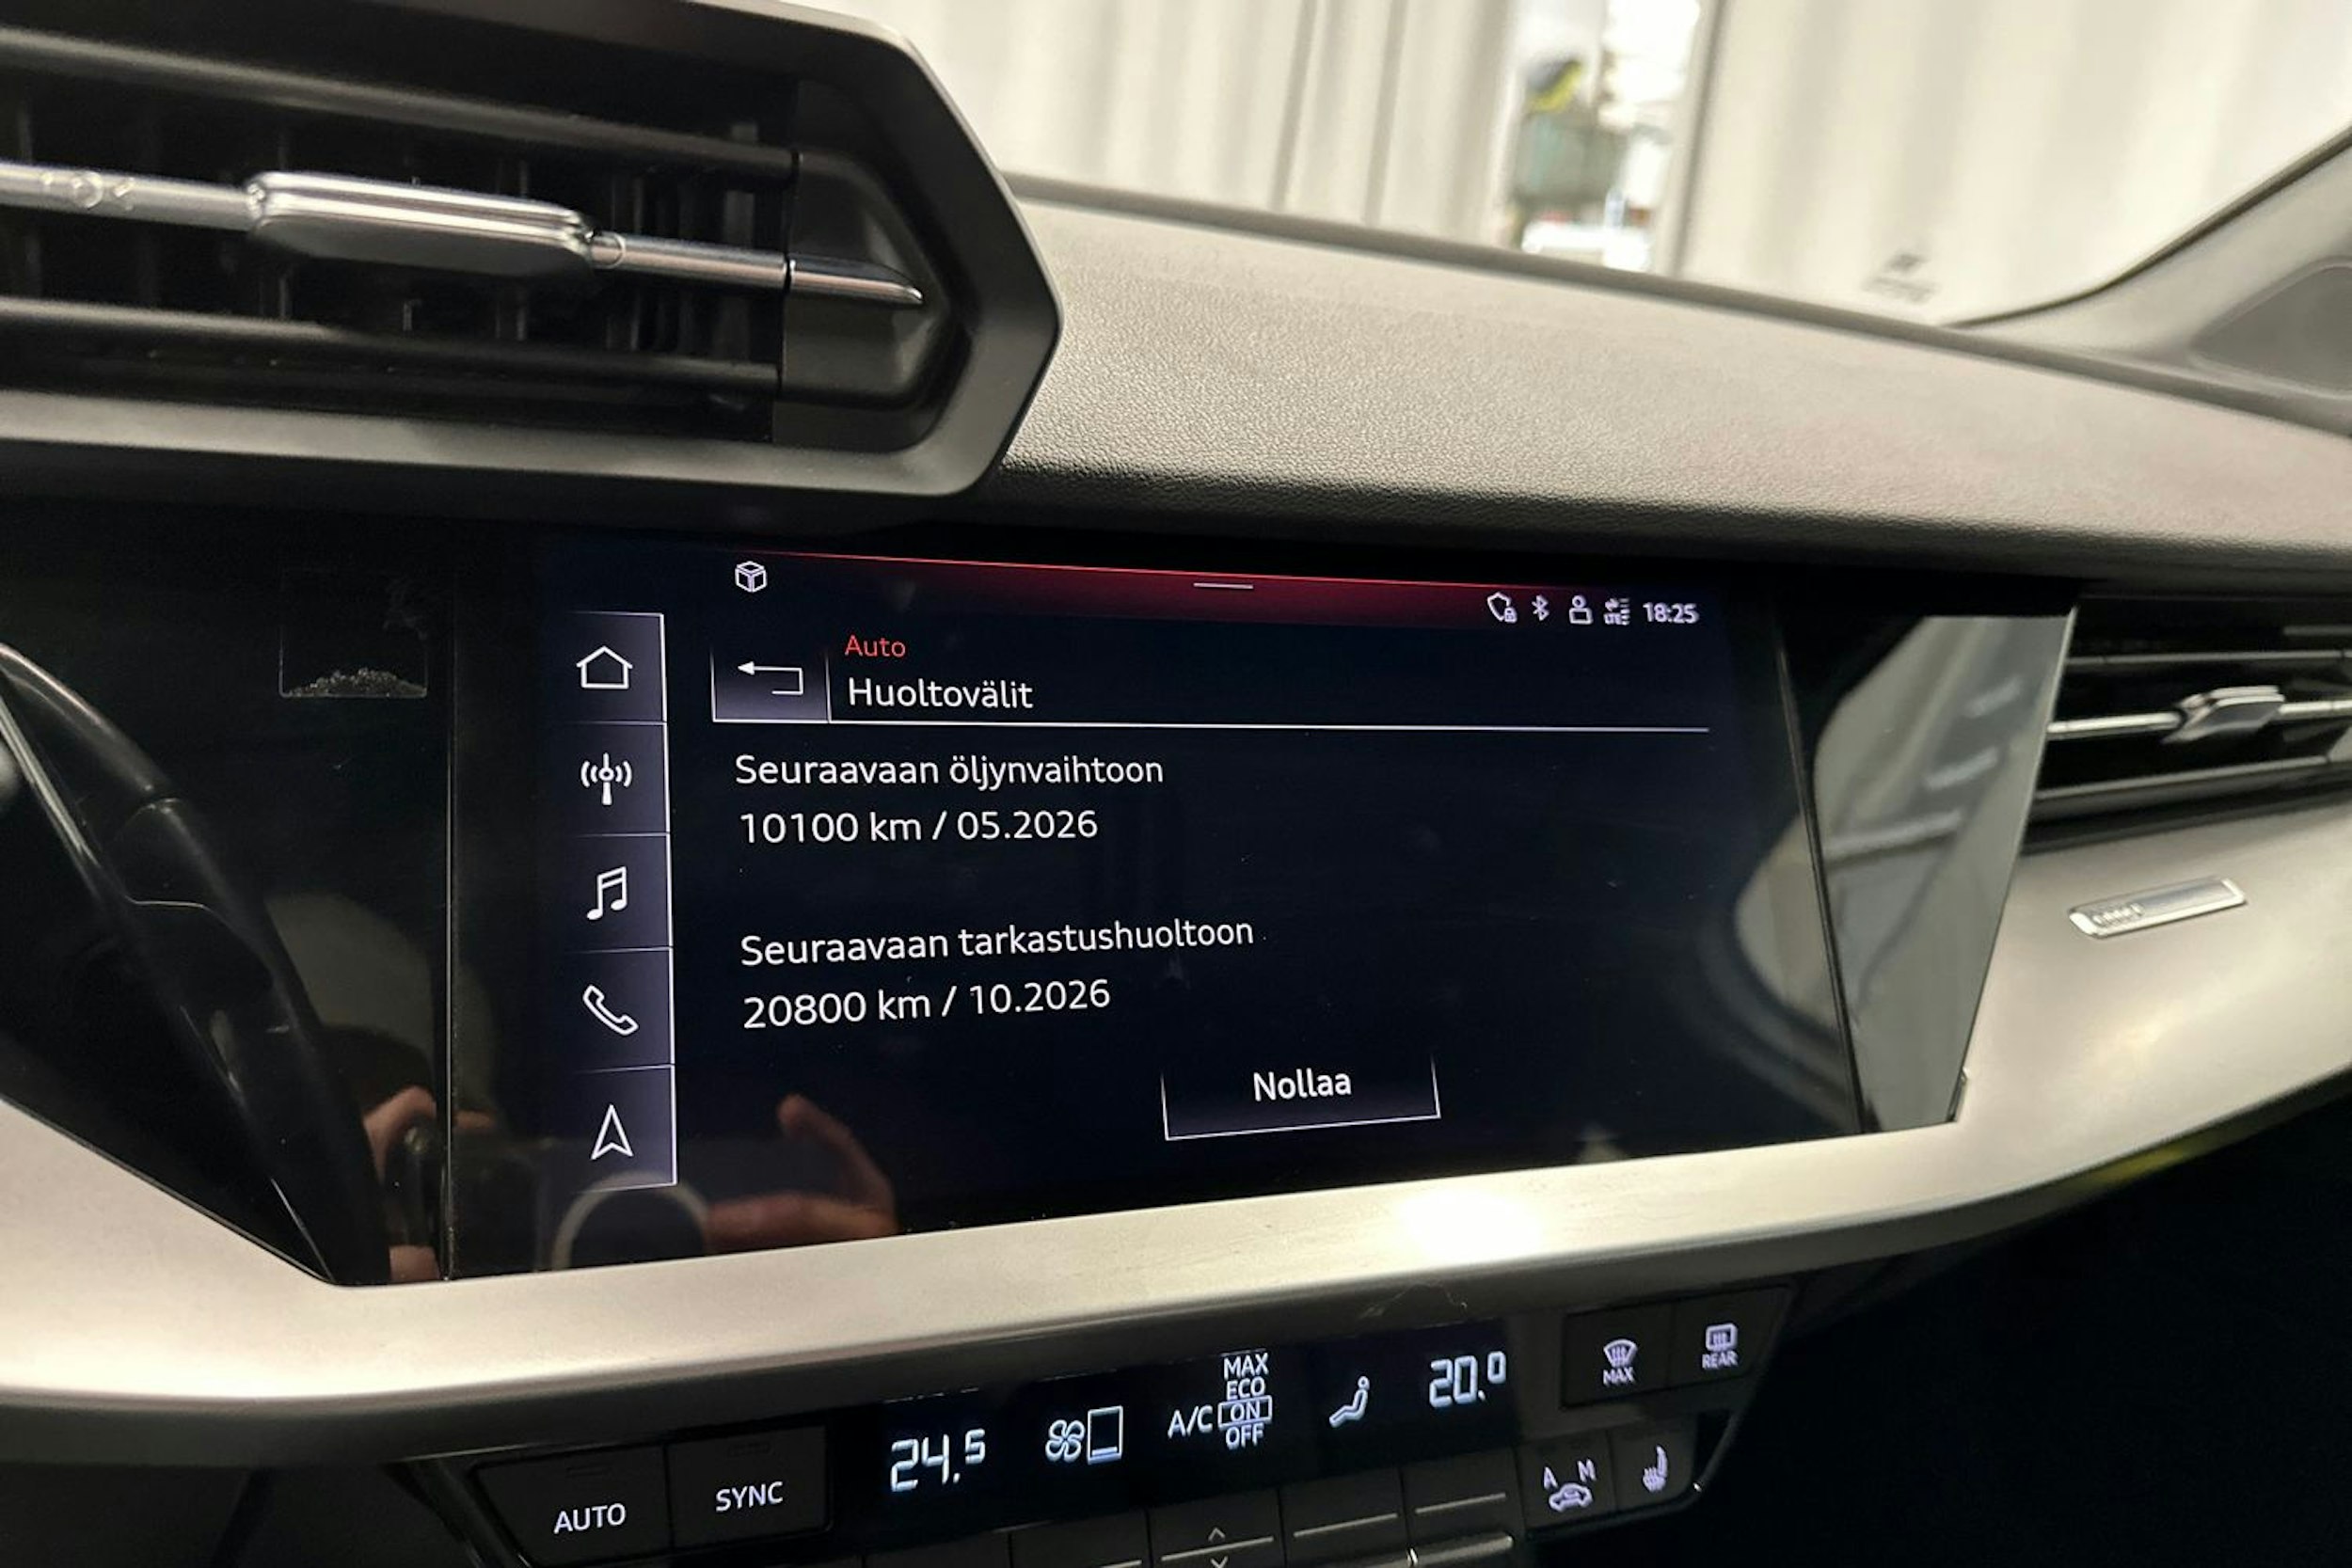 18:25
Auto
Huoltovälit
Seuraavaan öljynvaihtoon
10100 km / 05.2026
Seuraavaan tarkastushuoltoon
20800 km / 10.2026
Nollaa
MAX
ECO
A/C ON
OFF
24.5
20.0
MAX
REAR
AUTO
SYNC
A M